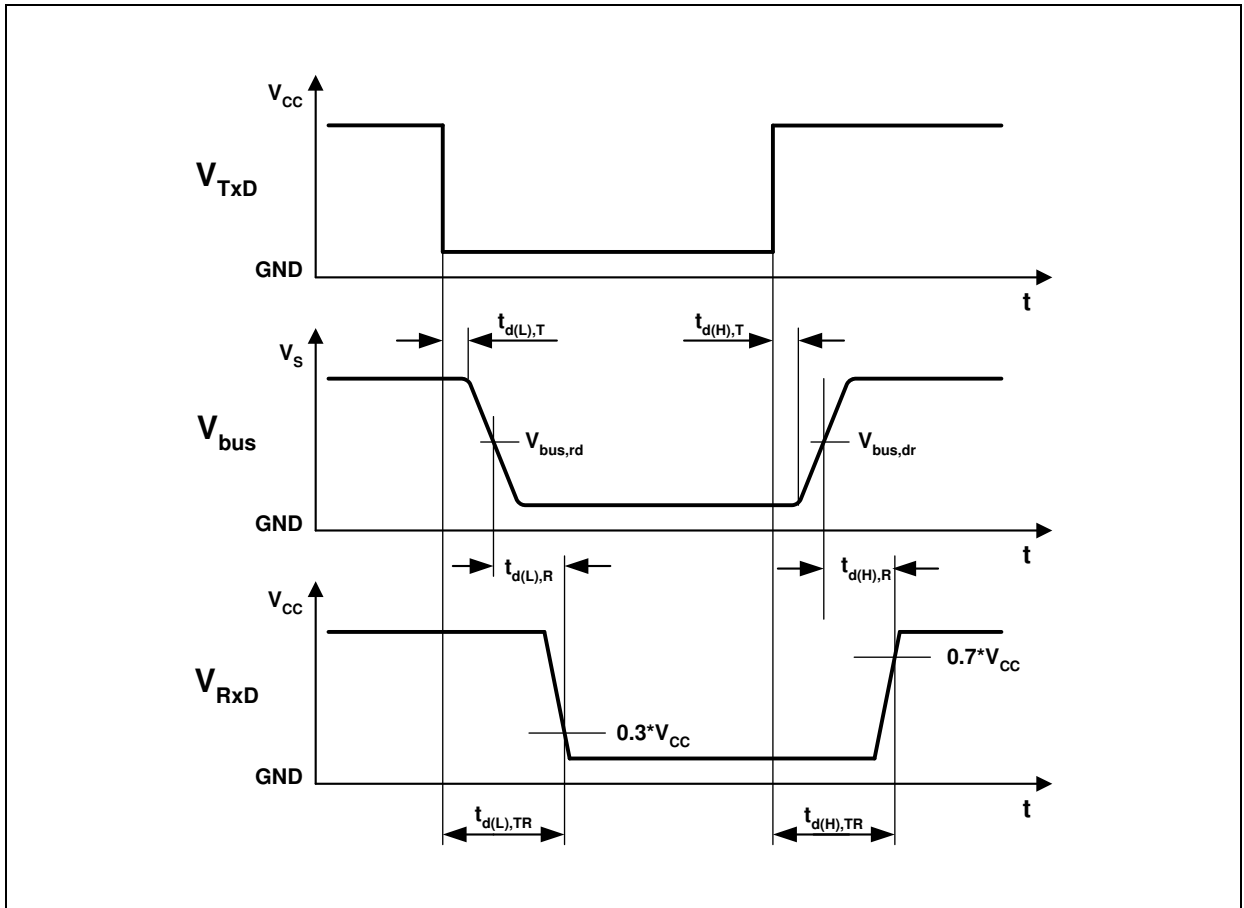 V_CC
V_TxD
GND
t
t_d(L),T
t_d(H),T
V_S
V_bus
V_bus,rd
V_bus,dr
GND
t
t_d(L),R
t_d(H),R
V_CC
V_RxD
0.7*V_CC
0.3*V_CC
GND
t
t_d(L),TR
t_d(H),TR